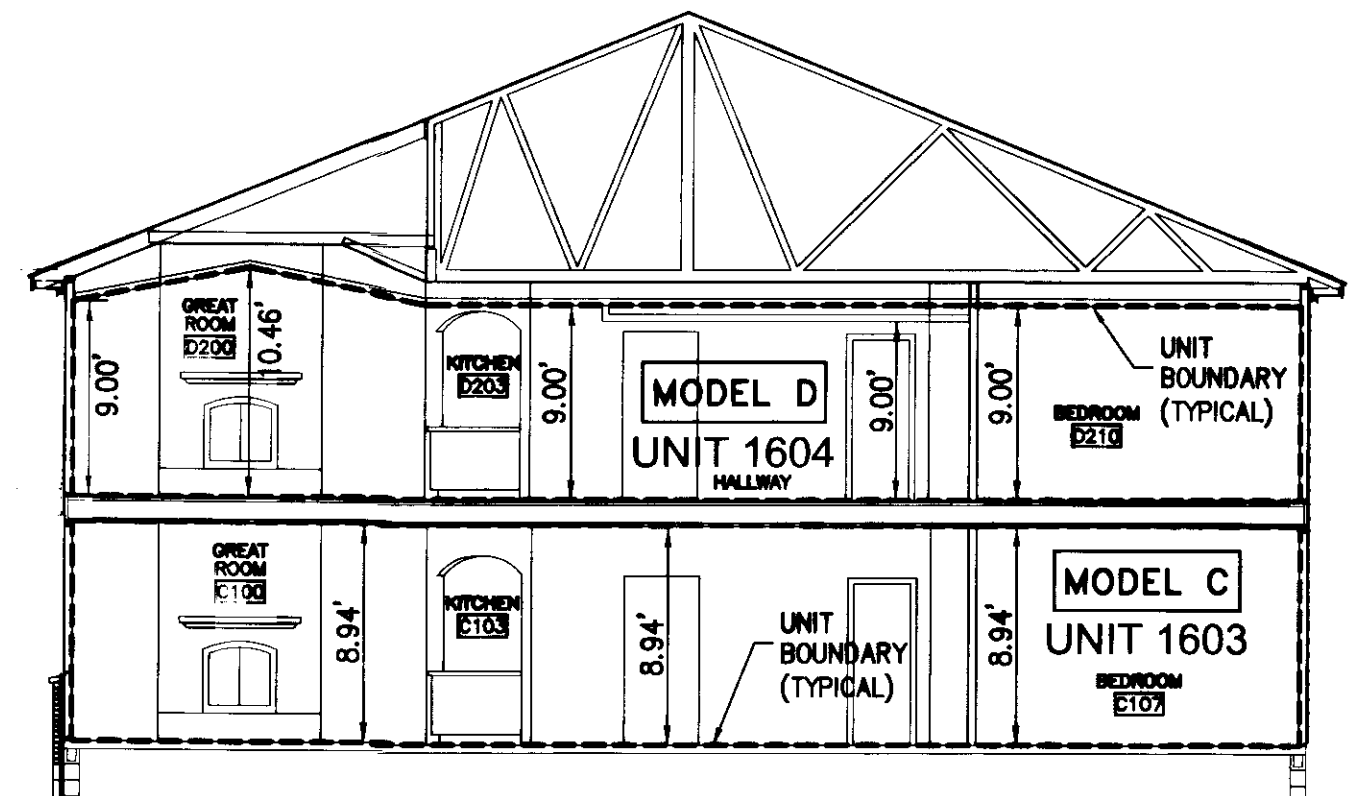 GREAT
ROOM
D200
10.46'
9.00'
KITCHEN
D203
9.00'
MODEL D
UNIT 1604
HALLWAY
9.00'
9.00'
BEDROOM
D210
UNIT
BOUNDARY
(TYPICAL)
GREAT
ROOM
C100
8.94'
KITCHEN
C103
8.94'
UNIT
BOUNDARY
(TYPICAL)
8.94'
MODEL C
UNIT 1603
BEDROOM
C107